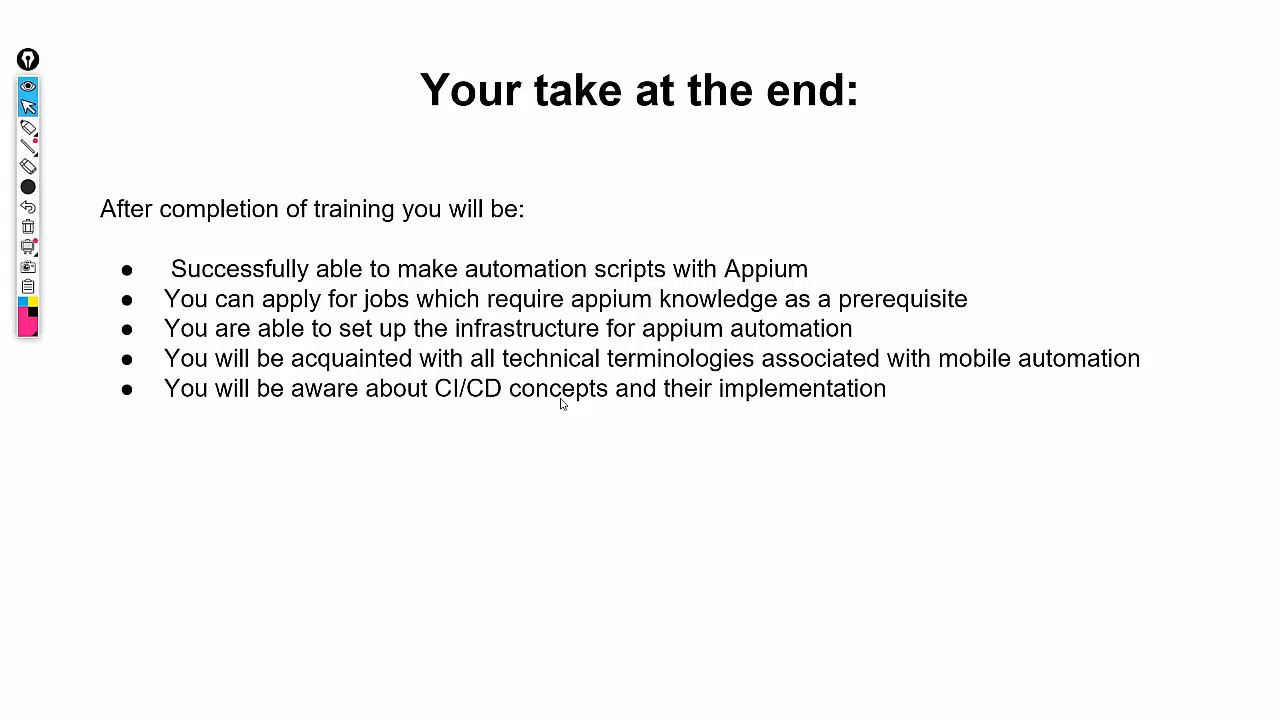 Your take at the end:
After completion of training you will be:
● Successfully able to make automation scripts with Appium
● You can apply for jobs which require appium knowledge as a prerequisite
● You are able to set up the infrastructure for appium automation
● You will be acquainted with all technical terminologies associated with mobile automation
● You will be aware about CI/CD concepts and their implementation